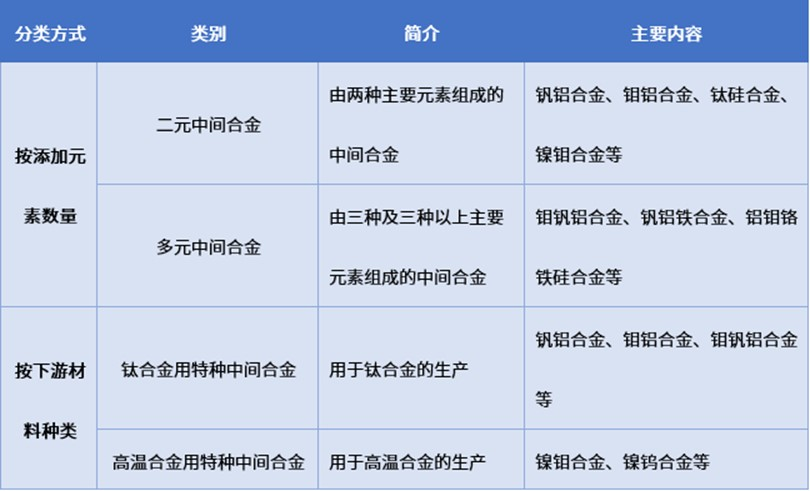 分类方式 类别 简介 主要内容
按添加元
素数量
二元中间合金
由两种主要元素组成的
中间合金
钒铝合金、钼铝合金、钛硅合金、
镍钼合金等
多元中间合金
由三种及三种以上主要
元素组成的中间合金
钼钒铝合金、钒铝铁合金、铝钼铬
铁硅合金等
按下游材
料种类
钛合金用特种中间合金
用于钛合金的生产
钒铝合金、钼铝合金、钼钒铝合金
等
高温合金用特种中间合金
用于高温合金的生产
镍钼合金、镍钨合金等